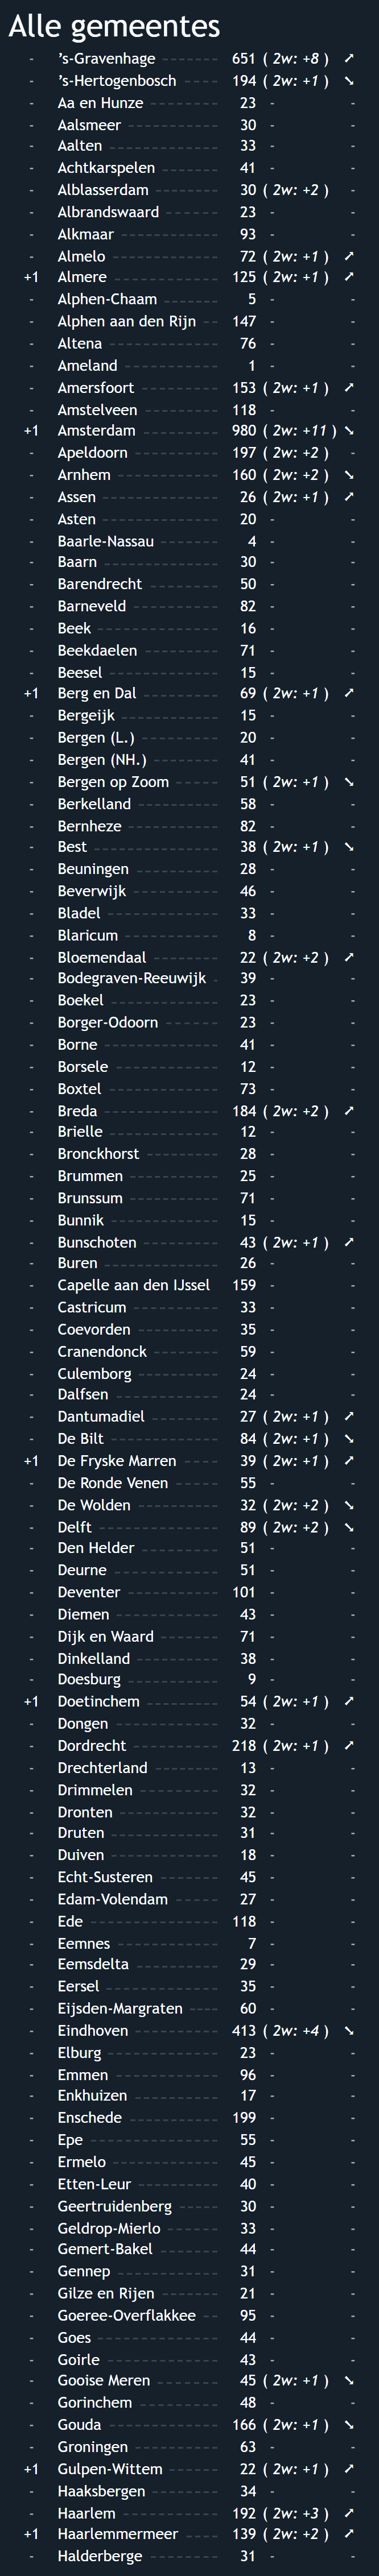 Alle gemeentes
- ’s-Gravenhage 651 ( 2w: +8 ) ➚
- ’s-Hertogenbosch 194 ( 2w: +1 ) ➘
- Aa en Hunze 23 - -
- Aalsmeer 30 - -
- Aalten 33 - -
- Achtkarspelen 41 - -
- Alblasserdam 30 ( 2w: +2 ) -
- Albrandswaard 23 - -
- Alkmaar 93 - -
- Almelo 72 ( 2w: +1 ) ➚
+1 Almere 125 ( 2w: +1 ) ➚
- Alphen-Chaam 5 - -
- Alphen aan den Rijn 147 - -
- Altena 76 - -
- Ameland 1 - -
- Amersfoort 153 ( 2w: +1 ) ➚
- Amstelveen 118 - -
+1 Amsterdam 980 ( 2w: +11 ) ➘
- Apeldoorn 197 ( 2w: +2 ) -
- Arnhem 160 ( 2w: +2 ) ➘
- Assen 26 ( 2w: +1 ) ➚
- Asten 20 - -
- Baarle-Nassau 4 - -
- Baarn 30 - -
- Barendrecht 50 - -
- Barneveld 82 - -
- Beek 16 - -
- Beekdaelen 71 - -
- Beesel 15 - -
+1 Berg en Dal 69 ( 2w: +1 ) ➚
- Bergeijk 15 - -
- Bergen (L.) 20 - -
- Bergen (NH.) 41 - -
- Bergen op Zoom 51 ( 2w: +1 ) ➘
- Berkelland 58 - -
- Bernheze 82 - -
- Best 38 ( 2w: +1 ) ➘
- Beuningen 28 - -
- Beverwijk 46 - -
- Bladel 33 - -
- Blaricum 8 - -
- Bloemendaal 22 ( 2w: +2 ) ➚
- Bodegraven-Reeuwijk 39 - -
- Boekel 23 - -
- Borger-Odoorn 23 - -
- Borne 41 - -
- Borsele 12 - -
- Boxtel 73 - -
- Breda 184 ( 2w: +2 ) ➚
- Brielle 12 - -
- Bronckhorst 28 - -
- Brummen 25 - -
- Brunssum 71 - -
- Bunnik 15 - -
- Bunschoten 43 ( 2w: +1 ) ➚
- Buren 26 - -
- Capelle aan den IJssel 159 - -
- Castricum 33 - -
- Coevorden 35 - -
- Cranendonck 59 - -
- Culemborg 24 - -
- Dalfsen 24 - -
- Dantumadiel 27 ( 2w: +1 ) ➚
- De Bilt 84 ( 2w: +1 ) ➘
+1 De Fryske Marren 39 ( 2w: +1 ) ➚
- De Ronde Venen 55 - -
- De Wolden 32 ( 2w: +2 ) ➘
- Delft 89 ( 2w: +2 ) ➘
- Den Helder 51 - -
- Deurne 51 - -
- Deventer 101 - -
- Diemen 43 - -
- Dijk en Waard 71 - -
- Dinkelland 38 - -
- Doesburg 9 - -
+1 Doetinchem 54 ( 2w: +1 ) ➚
- Dongen 32 - -
- Dordrecht 218 ( 2w: +1 ) ➚
- Drechterland 13 - -
- Drimmelen 32 - -
- Dronten 32 - -
- Druten 31 - -
- Duiven 18 - -
- Echt-Susteren 45 - -
- Edam-Volendam 27 - -
- Ede 118 - -
- Eemnes 7 - -
- Eemsdelta 29 - -
- Eersel 35 - -
- Eijsden-Margraten 60 - -
- Eindhoven 413 ( 2w: +4 ) ➘
- Elburg 23 - -
- Emmen 96 - -
- Enkhuizen 17 - -
- Enschede 199 - -
- Epe 55 - -
- Ermelo 45 - -
- Etten-Leur 40 - -
- Geertruidenberg 30 - -
- Geldrop-Mierlo 33 - -
- Gemert-Bakel 44 - -
- Gennep 31 - -
- Gilze en Rijen 21 - -
- Goeree-Overflakkee 95 - -
- Goes 44 - -
- Goirle 43 - -
- Gooise Meren 45 ( 2w: +1 ) ➘
- Gorinchem 48 - -
- Gouda 166 ( 2w: +1 ) ➘
- Groningen 63 - -
+1 Gulpen-Wittem 22 ( 2w: +1 ) ➚
- Haaksbergen 34 - -
- Haarlem 192 ( 2w: +3 ) ➚
+1 Haarlemmermeer 139 ( 2w: +2 ) ➚
- Halderberge 31 - -